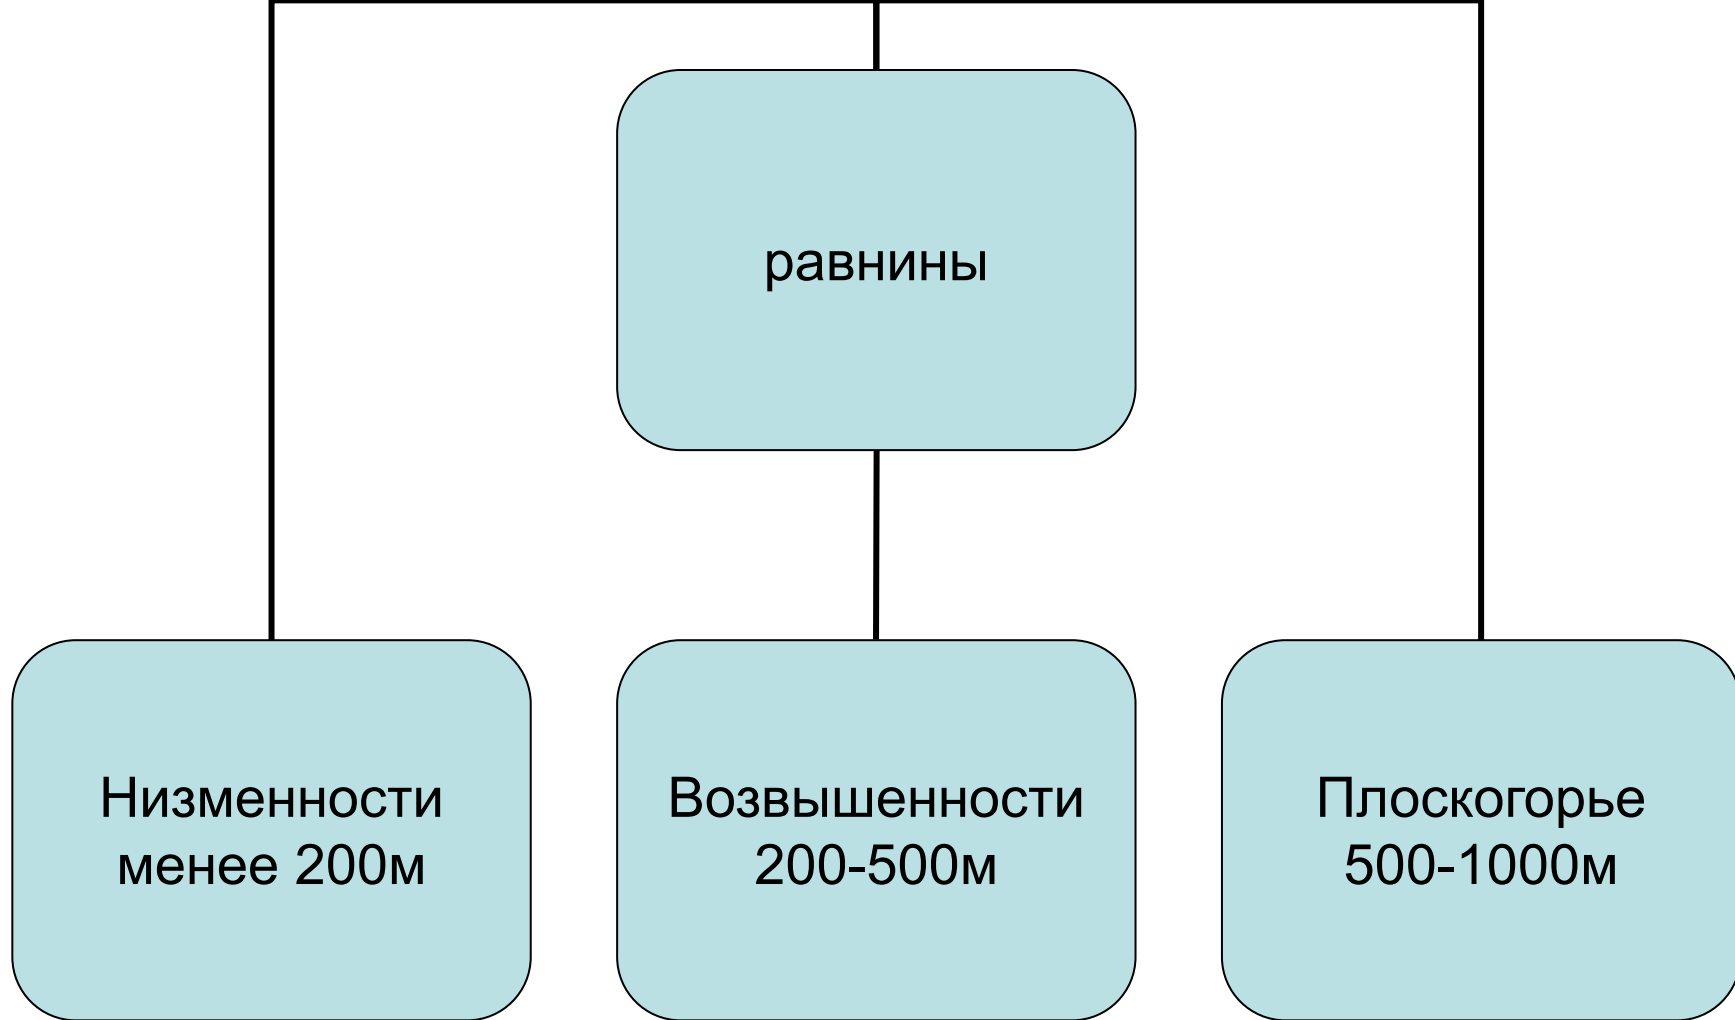 равнины
Низменности
менее 200м
Возвышенности
200-500м
Плоскогорье
500-1000м